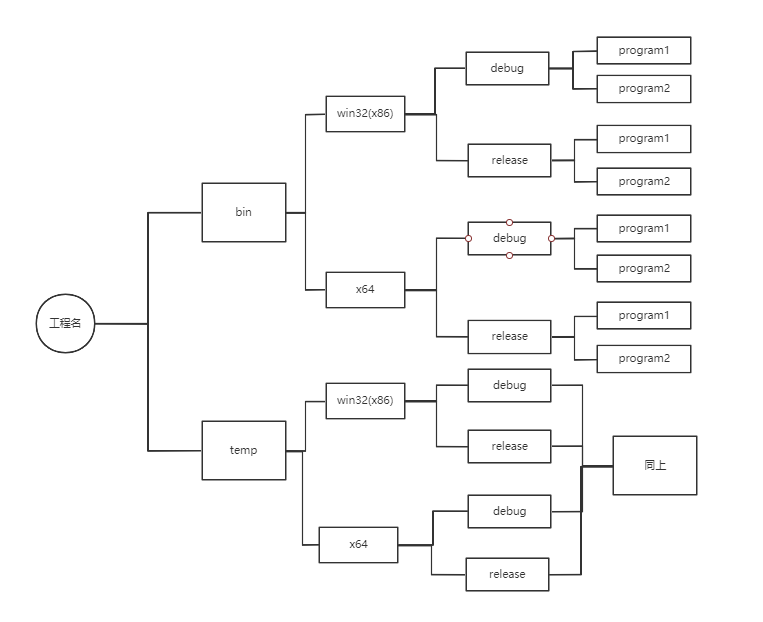 工程名
bin
win32(x86)
debug
program1
program2
release
program1
program2
x64
debug
program1
program2
release
program1
program2
temp
win32(x86)
debug
release
x64
debug
release
同上